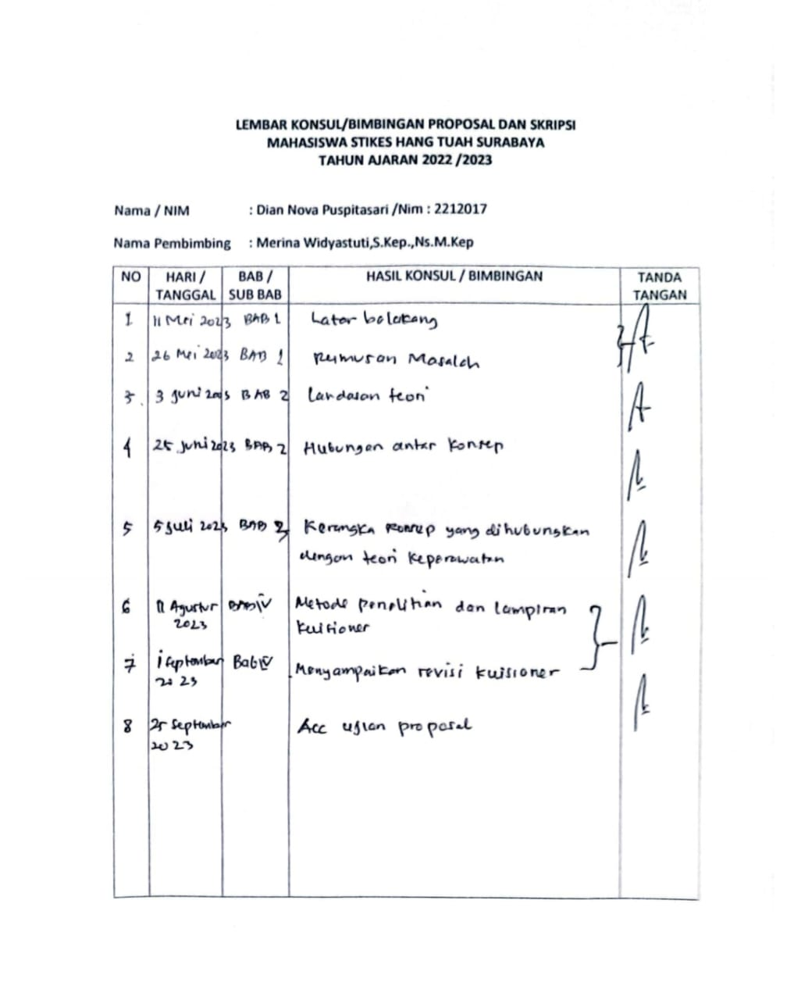 LEMBAR KONSUL/BIMBINGAN PROPOSAL DAN SKRIPSI
MAHASISWA STIKES HANG TUAH SURABAYA
TAHUN AJARAN 2022 /2023
Nama / NIM : Dian Nova Puspitasari /Nim : 2212017
Nama Pembimbing : Merina Widyastuti,S.Kep.,Ns.M.Kep
NO HARI / TANGGAL BAB / SUB BAB HASIL KONSUL / BIMBINGAN TANDA TANGAN
1 11 Mei 2023 BAB 1 Latar belakang
2 26 Mei 2023 BAB 1 Rumusan Masalah
3. 3 Juni 2023 BAB 2 Landasan teori
4 25 Juni 2023 BAB 2 Hubungan antar Konsep
5 5 Juli 2023 BAB 3 Kerangka Konsep yang dihubungkan
dengan teori Keperawatan
6 11 Agustus BAB IV Metode penelitian dan lampiran
2023 Kuisioner
7 1 September Bab IV Menyampaikan revisi kuisioner
2023
8 25 September Acc ujian proposal
2023